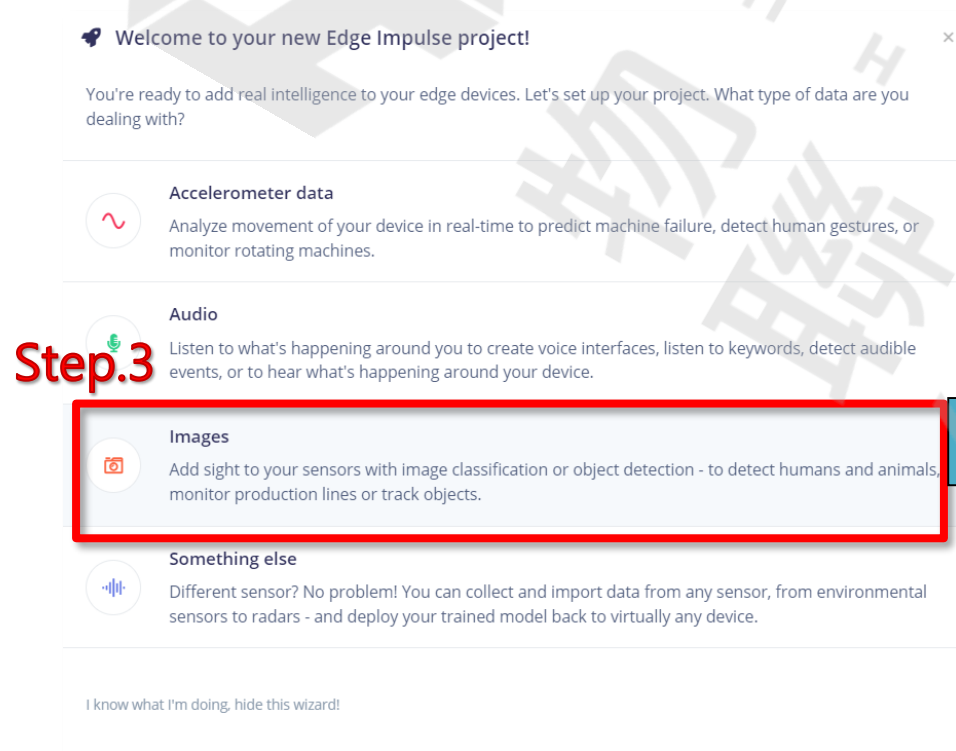 Welcome to your new Edge Impulse project!
You're ready to add real intelligence to your edge devices. Let's set up your project. What type of data are you
dealing with?
Accelerometer data
Analyze movement of your device in real-time to predict machine failure, detect human gestures, or
monitor rotating machines.
Audio
Step.3
Listen to what's happening around you to create voice interfaces, listen to keywords, detect audible
events, or to hear what's happening around your device.
Images
Add sight to your sensors with image classification or object detection - to detect humans and animals,
monitor production lines or track objects.
Something else
Different sensor? No problem! You can collect and import data from any sensor, from environmental
sensors to radars - and deploy your trained model back to virtually any device.
I know what I'm doing, hide this wizard!
物
聯